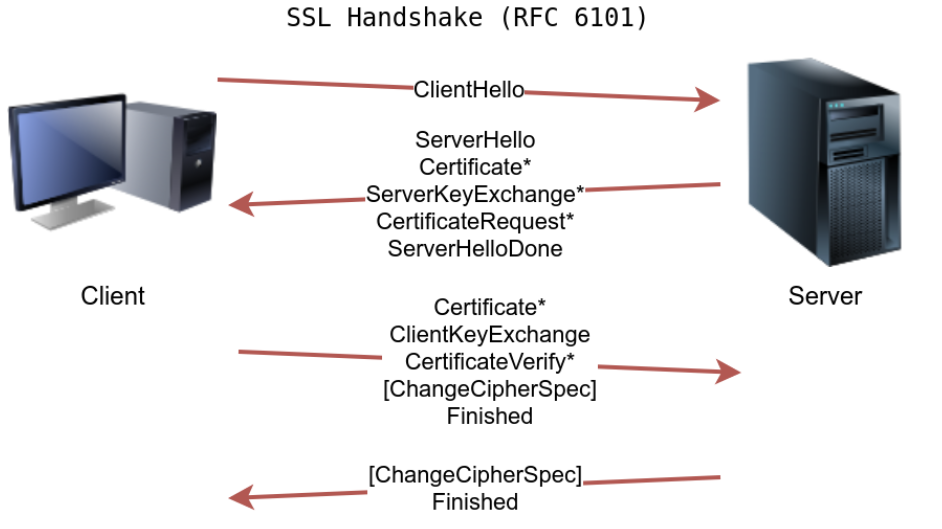 SSL Handshake (RFC 6101)
ClientHello
ServerHello
Certificate*
ServerKeyExchange*
CertificateRequest*
ServerHelloDone
Client
Server
Certificate*
ClientKeyExchange
CertificateVerify*
[ChangeCipherSpec]
Finished
[ChangeCipherSpec]
Finished